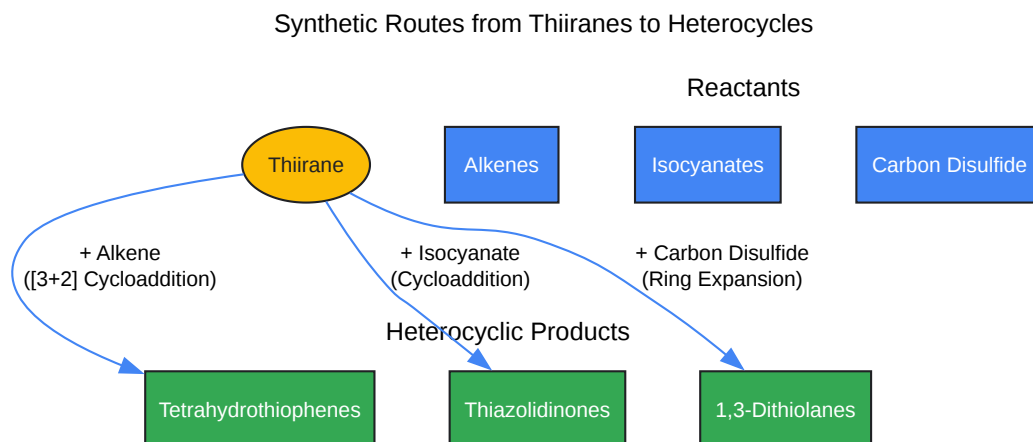 Synthetic Routes from Thiiranes to Heterocycles
Reactants
Thiirane
Alkenes
Isocyanates
Carbon Disulfide
+ Alkene
([3+2] Cycloaddition)
+ Isocyanate
(Cycloaddition)
+ Carbon Disulfide
(Ring Expansion)
Heterocyclic Products
Tetrahydrothiophenes
Thiazolidinones
1,3-Dithiolanes